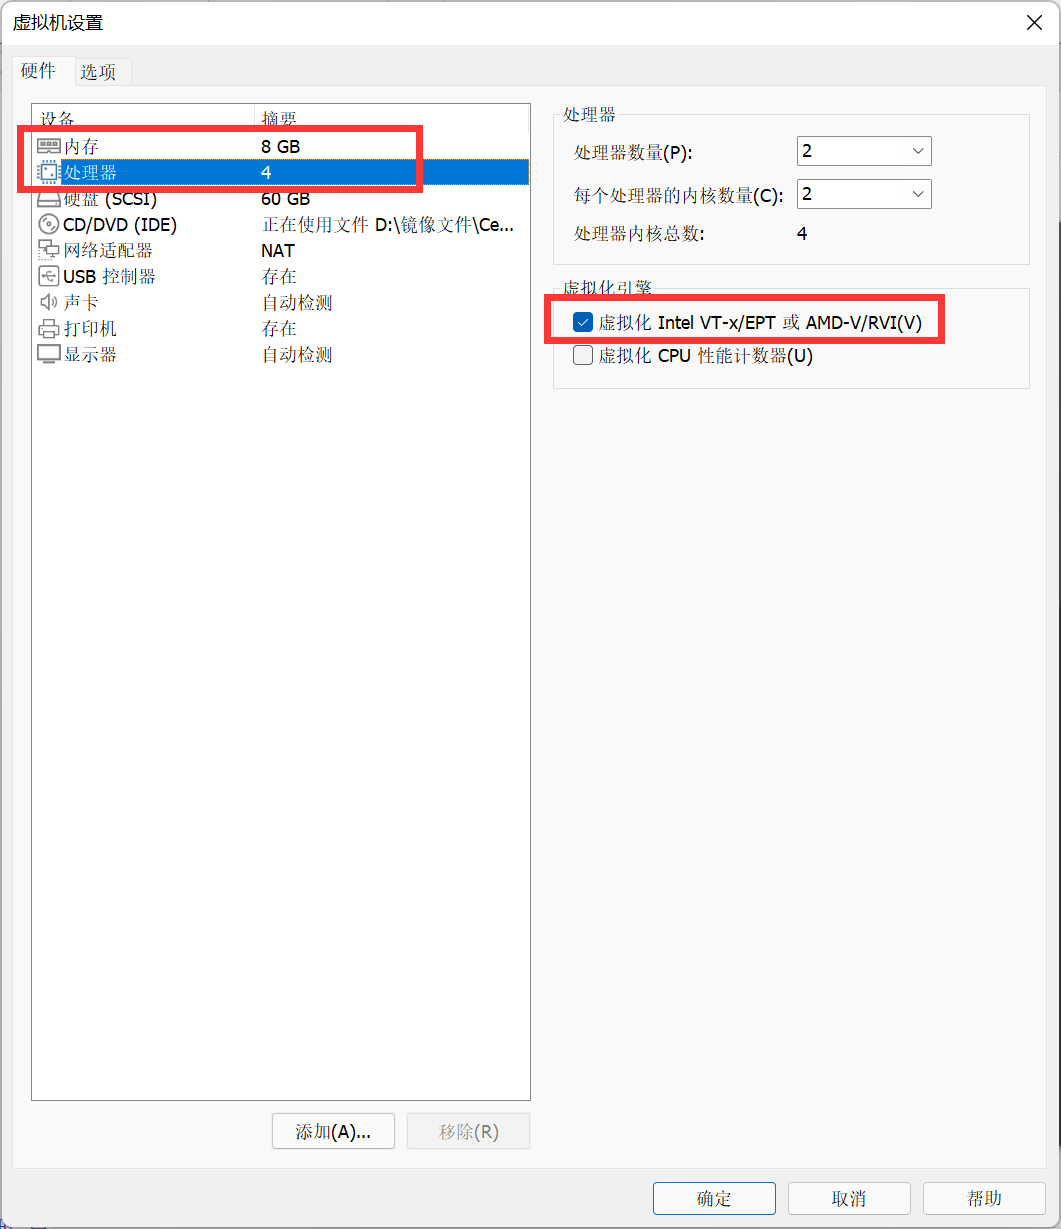 虚拟机设置
硬件 选项
设备 摘要
内存 8 GB
处理器 4
硬盘 (SCSI) 60 GB
CD/DVD (IDE) 正在使用文件 D:\镜像文件\Ce...
网络适配器 NAT
USB 控制器 存在
声卡 自动检测
打印机 存在
显示器 自动检测
添加(A)... 移除(R)
处理器
处理器数量(P): 2
每个处理器的内核数量(C): 2
处理器内核总数: 4
虚拟化引擎
虚拟化 Intel VT-x/EPT 或 AMD-V/RVI(V)
虚拟化 CPU 性能计数器(U)
确定 取消 帮助